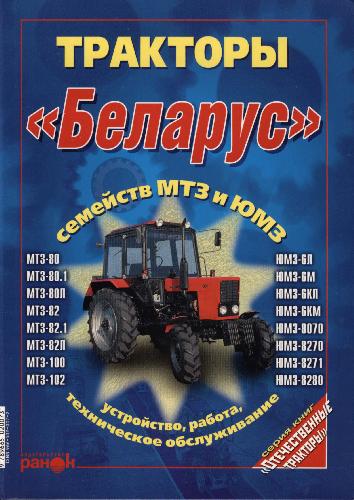 ТРАКТОРЫ
«Беларус»
семейств МТЗ и ЮМЗ
МТЗ-80
МТЗ-80.1
МТЗ-80Л
МТЗ-82
МТЗ-82.1
МТЗ-82Л
МТЗ-100
МТЗ-102
ЮМЗ-6Л
ЮМЗ-6М
ЮМЗ-6КЛ
ЮМЗ-6КМ
ЮМЗ-8070
ЮМЗ-8270
ЮМЗ-8271
ЮМЗ-8280
устройство, работа,
техническое обслуживание
издательство
ранок
серия книг
«ОТЕЧЕСТВЕННЫЕ
ТРАКТОРЫ»